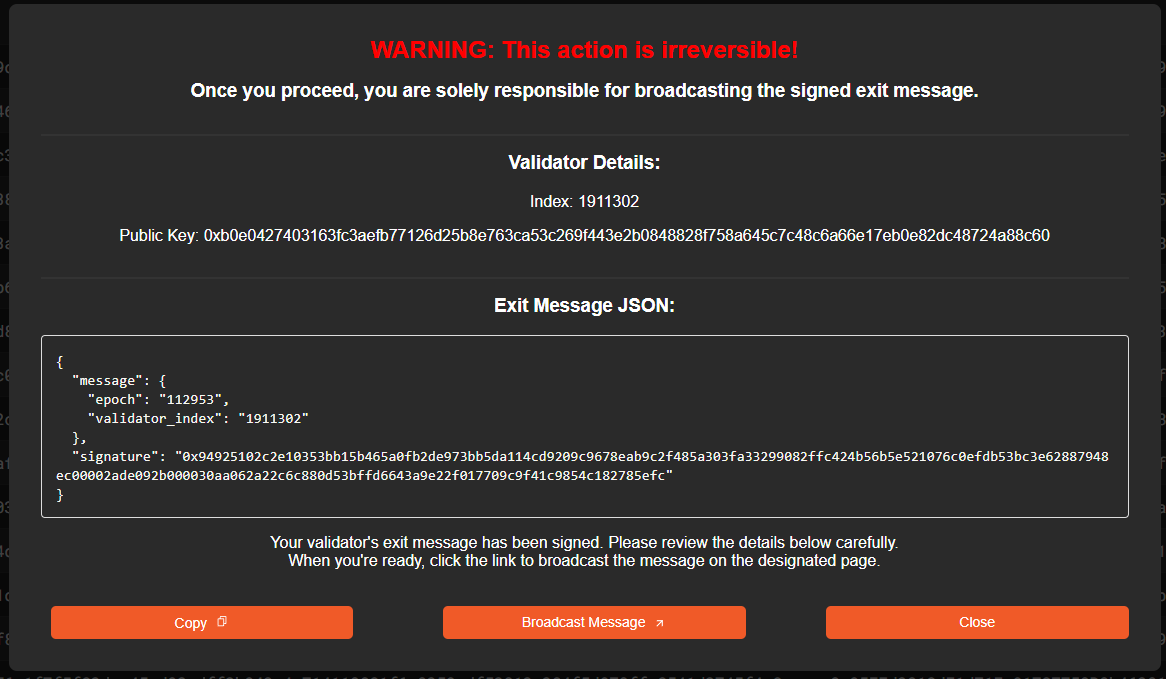 WARNING: This action is irreversible!
Once you proceed, you are solely responsible for broadcasting the signed exit message.
Validator Details:
Index: 1911302
Public Key: 0xb0e0427403163fc3aefb77126d25b8e763ca53c269f443e2b0848828f758a645c7c48c6a66e17eb0e82dc48724a88c60
Exit Message JSON:
{
"message": {
"epoch": "112953",
"validator_index": "1911302"
},
"signature": "0x94925102c2e10353bb15b465a0fb2de973bb5da114cd9209c9678eab9c2f485a303fa33299082ffc424b56b5e521076c0efdb53bc3e62887948
ec00002ade092b000030aa062a22c6c880d53bffd6643a9e22f017709c9f41c9854c182785efc"
}
Your validator's exit message has been signed. Please review the details below carefully.
When you're ready, click the link to broadcast the message on the designated page.
Copy
Broadcast Message
Close